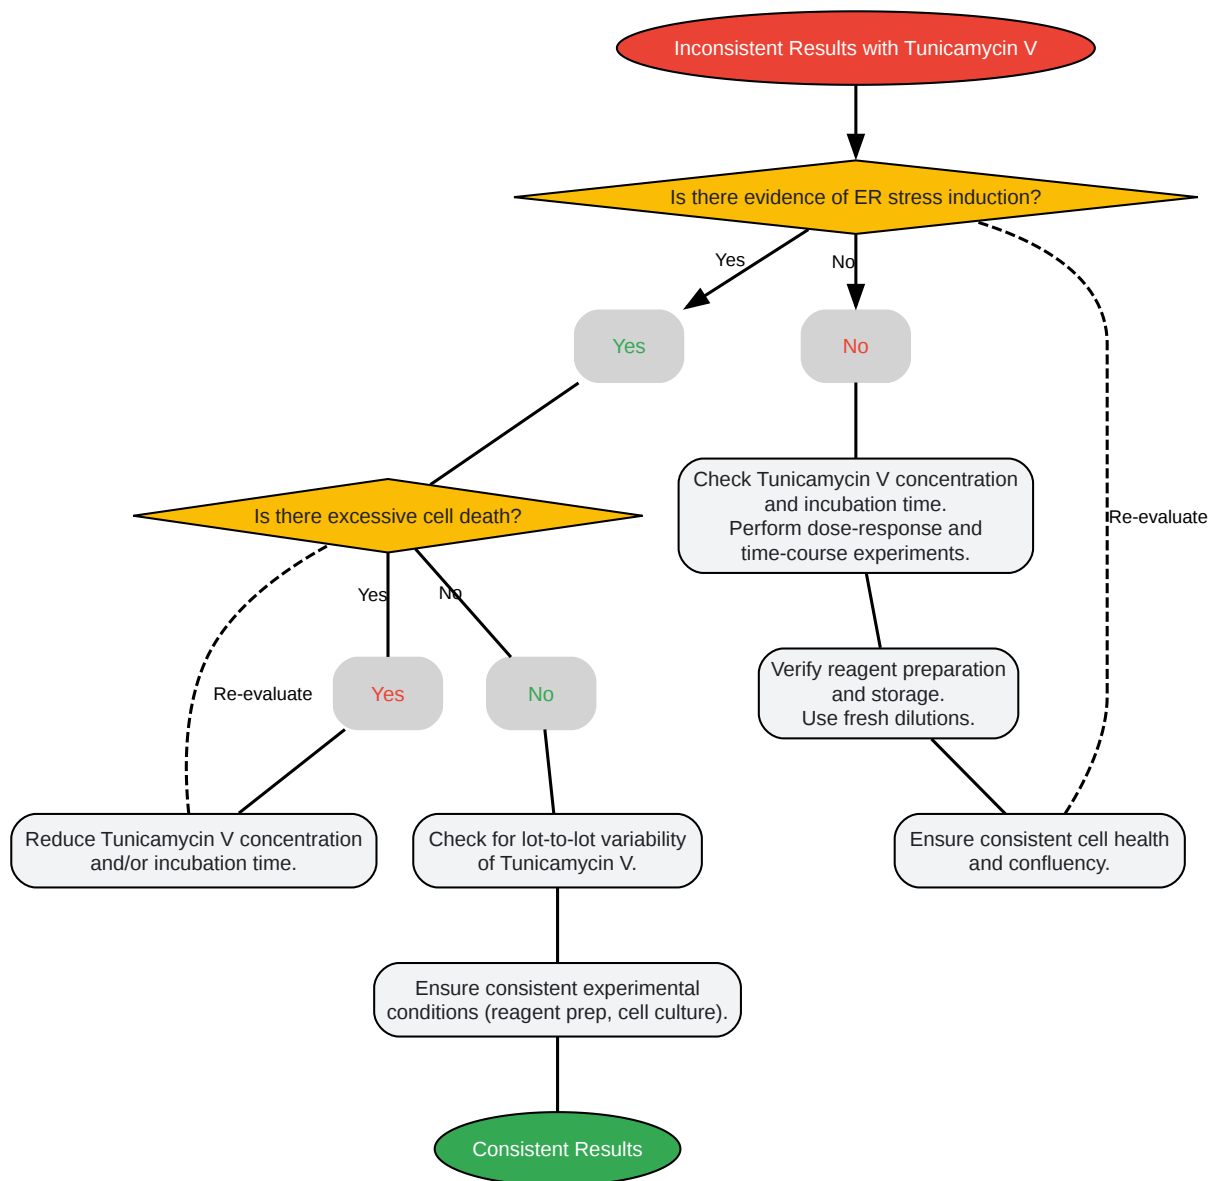 Inconsistent Results with Tunicamycin V
Is there evidence of ER stress induction?
Yes
No
Yes
No
Check Tunicamycin V concentration
and incubation time.
Perform dose-response and
time-course experiments.
Is there excessive cell death?
Re-evaluate
Yes
No
Verify reagent preparation
and storage.
Use fresh dilutions.
Re-evaluate
Yes
No
Reduce Tunicamycin V concentration
and/or incubation time.
Check for lot-to-lot variability
of Tunicamycin V.
Ensure consistent cell health
and confluency.
Ensure consistent experimental
conditions (reagent prep, cell culture).
Consistent Results